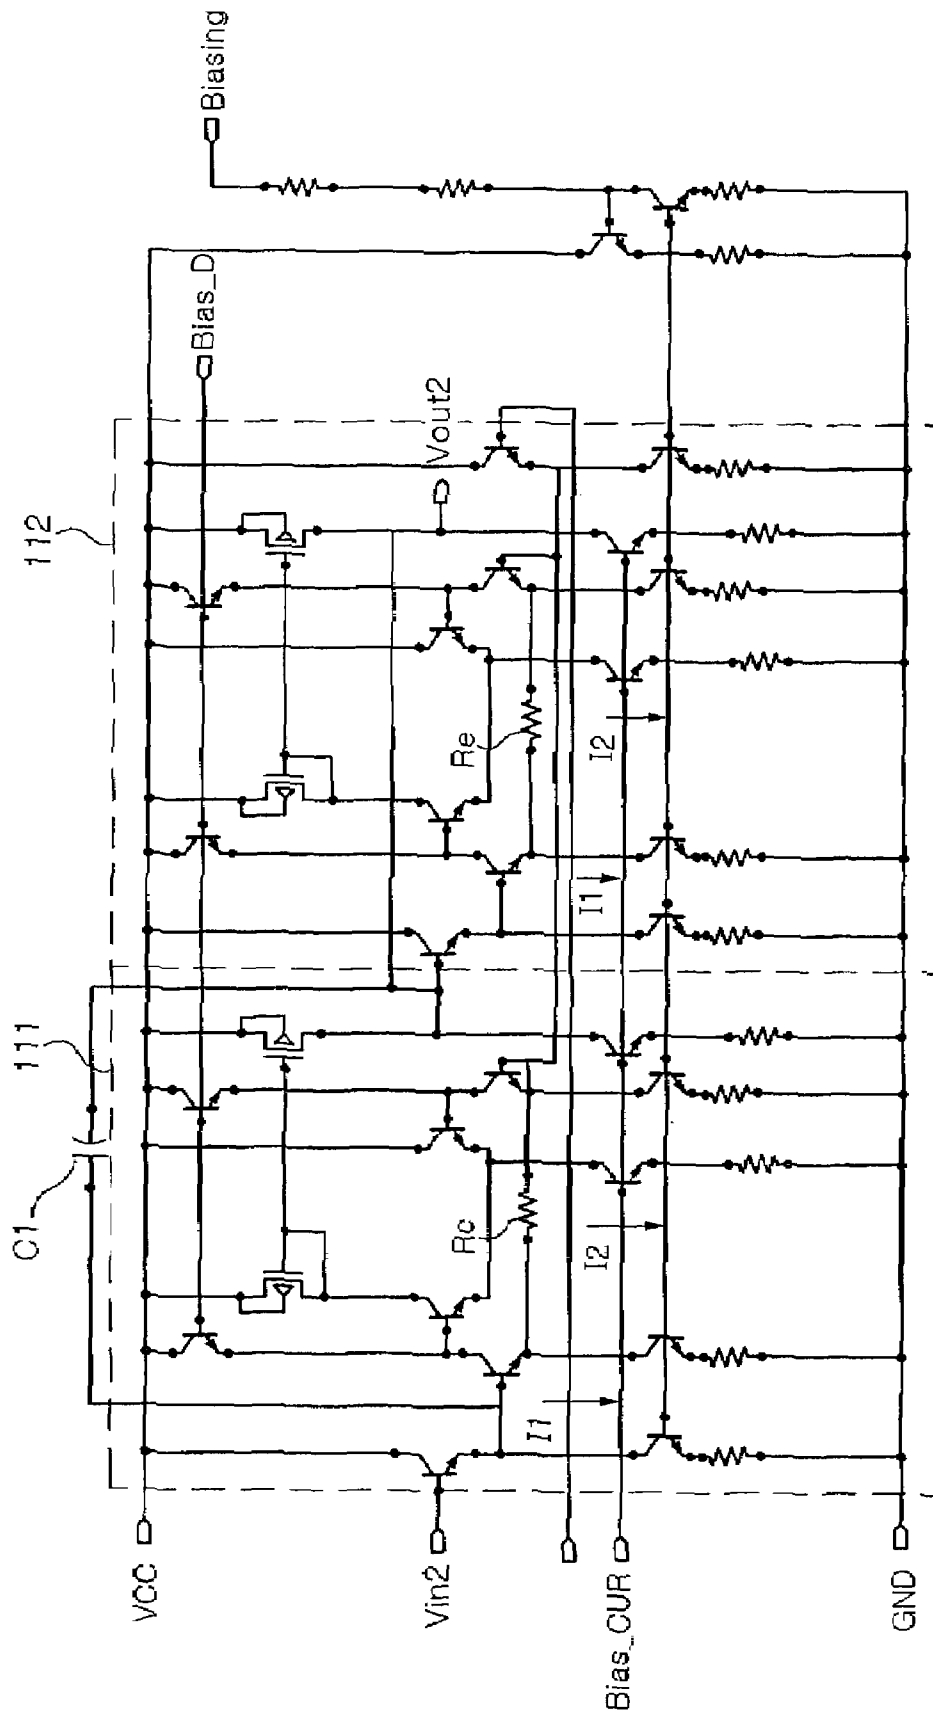 C1
111
112
VCC
Bias_D
Biasing
Vin2
Vout2
Rc
Re
I1
I2
I1
I2
Bias_CUR
GND